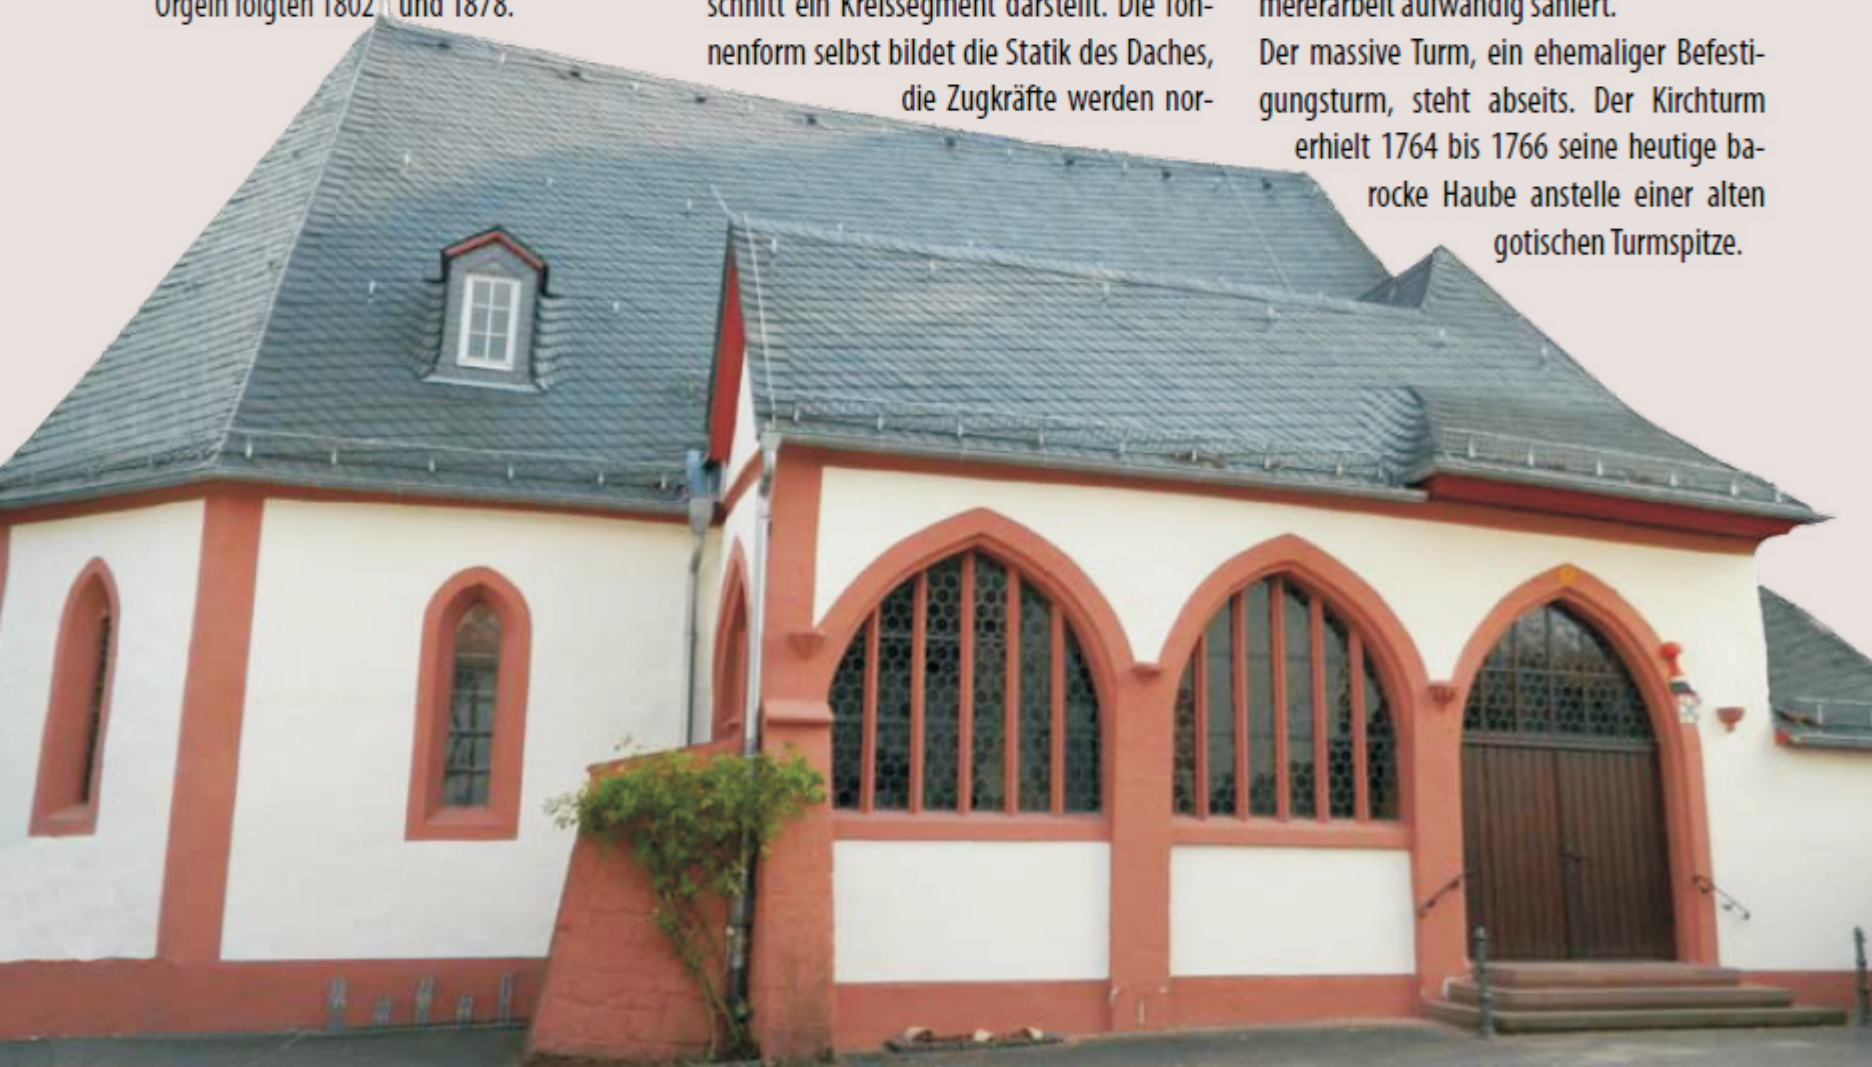 Orgeln folgten 1802 und 1878.
schnitt ein Kreissegment darstellt. Die Ton-
nenform selbst bildet die Statik des Daches,
die Zugkräfte werden nor-
mererarbeit aufwändig saniert.
Der massive Turm, ein ehemaliger Befesti-
gungsturm, steht abseits. Der Kirchturm
erhielt 1764 bis 1766 seine heutige ba-
rocke Haube anstelle einer alten
gotischen Turmspitze.